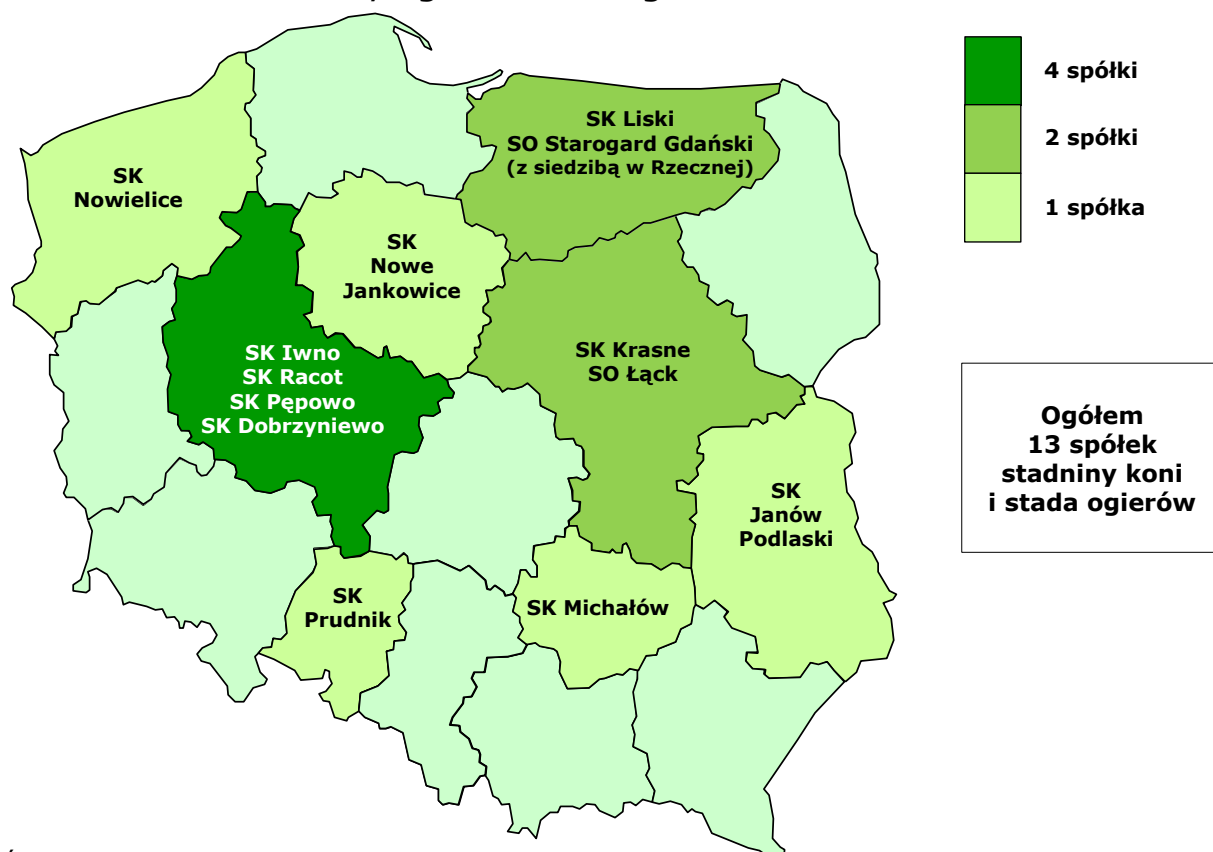 SK Liski
SO Starogard Gdański
(z siedzibą w Rzecznej)
SK
Nowielice
SK
Nowe
Jankowice
SK Iwno
SK Racot
SK Pępowo
SK Dobrzyniewo
SK Krasne
SO Łąck
SK
Janów
Podlaski
SK
Prudnik
SK Michałów
4 spółki
2 spółki
1 spółka
Ogółem
13 spółek
stadniny koni
i stada ogierów